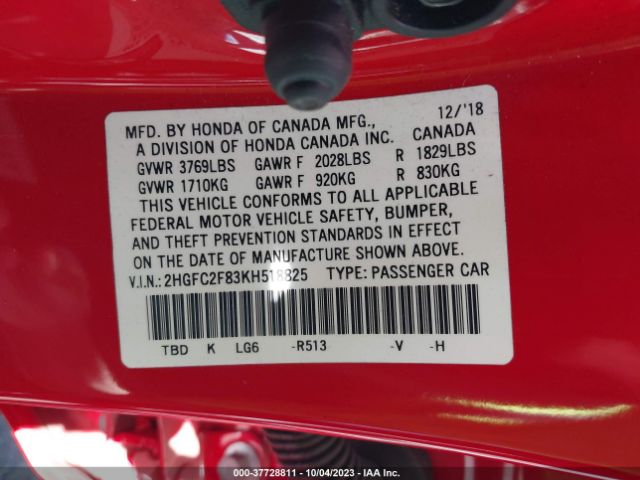 MFD. BY HONDA OF CANADA MFG., 12/'18
A DIVISION OF HONDA CANADA INC. CANADA
GVWR 3769LBS GAWR F 2028LBS R 1829LBS
GVWR 1710KG GAWR F 920KG R 830KG
THIS VEHICLE CONFORMS TO ALL APPLICABLE
FEDERAL MOTOR VEHICLE SAFETY, BUMPER,
AND THEFT PREVENTION STANDARDS IN EFFECT
ON THE DATE OF MANUFACTURE SHOWN ABOVE.
V.I.N.: 2HGFC2F83KH518825 TYPE: PASSENGER CAR
TBD K LG6 -R513 -V -H
000-37728811 - 10/04/2023 - IAA Inc.